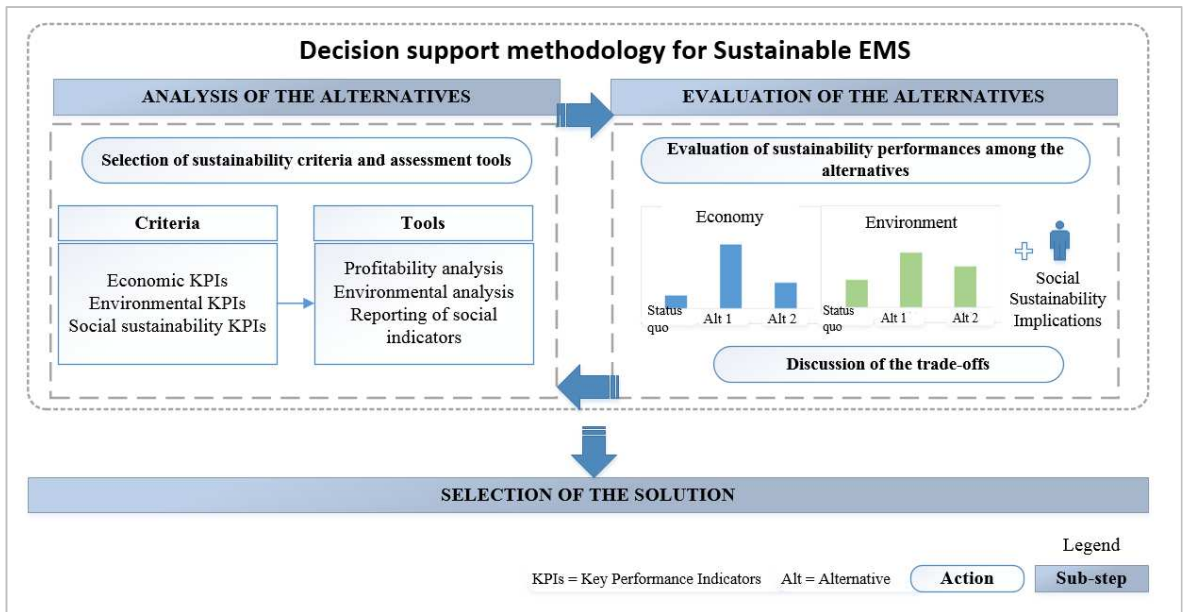 Decision support methodology for Sustainable EMS
ANALYSIS OF THE ALTERNATIVES
Selection of sustainability criteria and assessment tools
Criteria
Economic KPIs
Environmental KPIs
Social sustainability KPIs
Tools
Profitability analysis
Environmental analysis
Reporting of social
indicators
EVALUATION OF THE ALTERNATIVES
Evaluation of sustainability performances among the
alternatives
Economy
Status
quo
Alt 1
Alt 2
Environment
Status
quo
Alt 1
Alt 2
Social
Sustainability
Implications
Discussion of the trade-offs
SELECTION OF THE SOLUTION
Legend
KPIs = Key Performance Indicators Alt = Alternative
Action
Sub-step